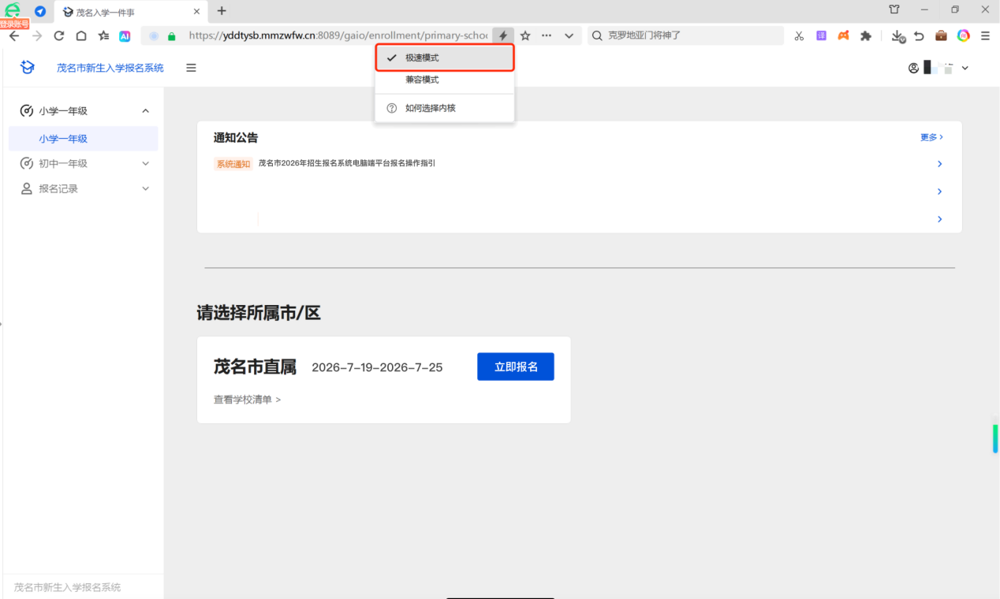 茂名入学一件事
登录账号
https://yddtysb.mmzwfw.cn:8089/gaio/enrollment/primary-schoo
克罗地亚门将神了
极速模式
兼容模式
如何选择内核
茂名市新生入学报名系统
小学一年级
小学一年级
初中一年级
报名记录
通知公告
更多
系统通知 茂名市2026年招生报名系统电脑端平台报名操作指引
请选择所属市/区
茂名市直属 2026-7-19-2026-7-25 立即报名
查看学校清单 >
茂名市新生入学报名系统